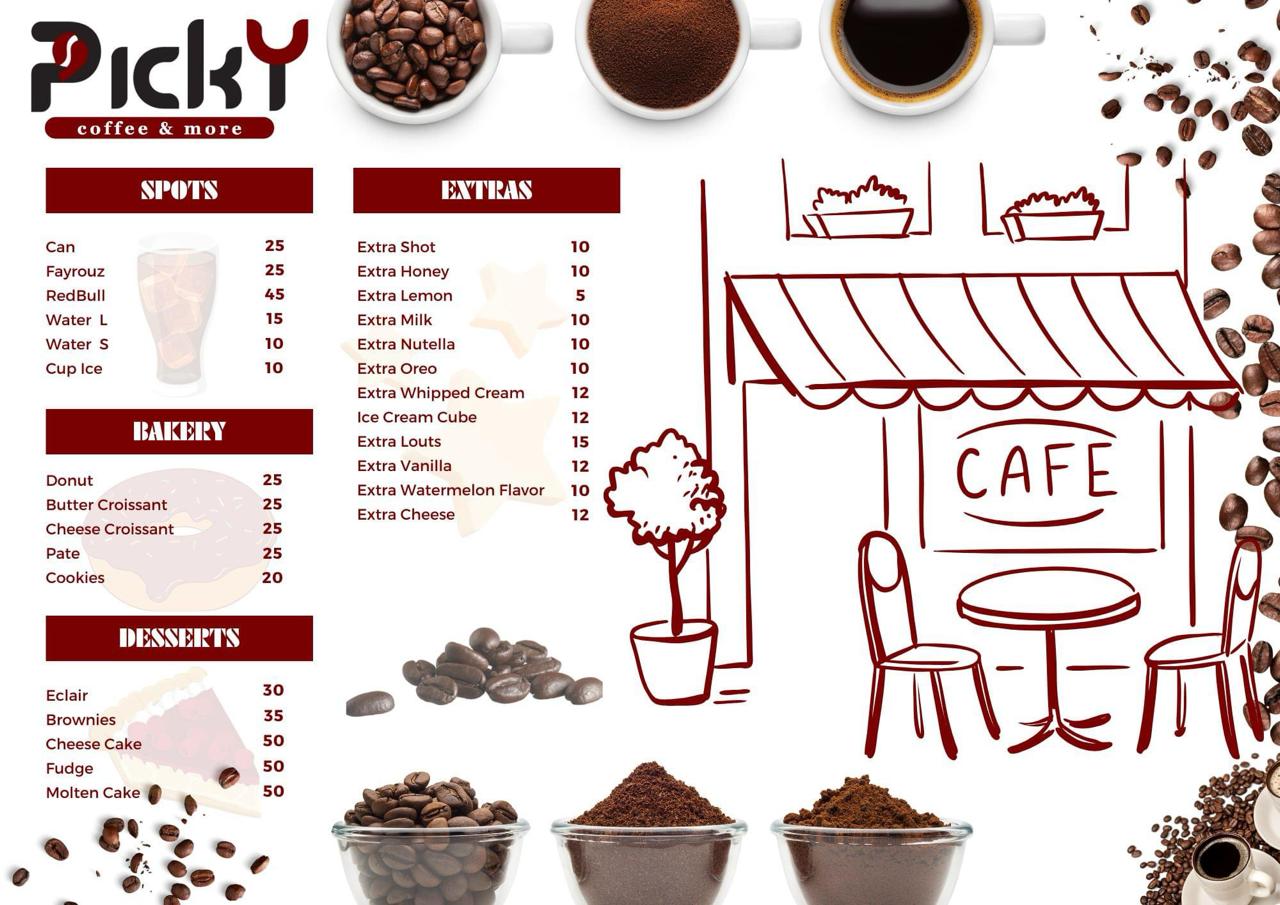 Picky
coffee & more
SPOTS
Can 25
Fayrouz 25
RedBull 45
Water L 15
Water S 10
Cup Ice 10
BAKERY
Donut 25
Butter Croissant 25
Cheese Croissant 25
Pate 25
Cookies 20
DESSERTS
Eclair 30
Brownies 35
Cheese Cake 50
Fudge 50
Molten Cake 50
EXTRAS
Extra Shot 10
Extra Honey 10
Extra Lemon 5
Extra Milk 10
Extra Nutella 10
Extra Oreo 10
Extra Whipped Cream 12
Ice Cream Cube 12
Extra Louts 15
Extra Vanilla 12
Extra Watermelon Flavor 10
Extra Cheese 12
CAFE